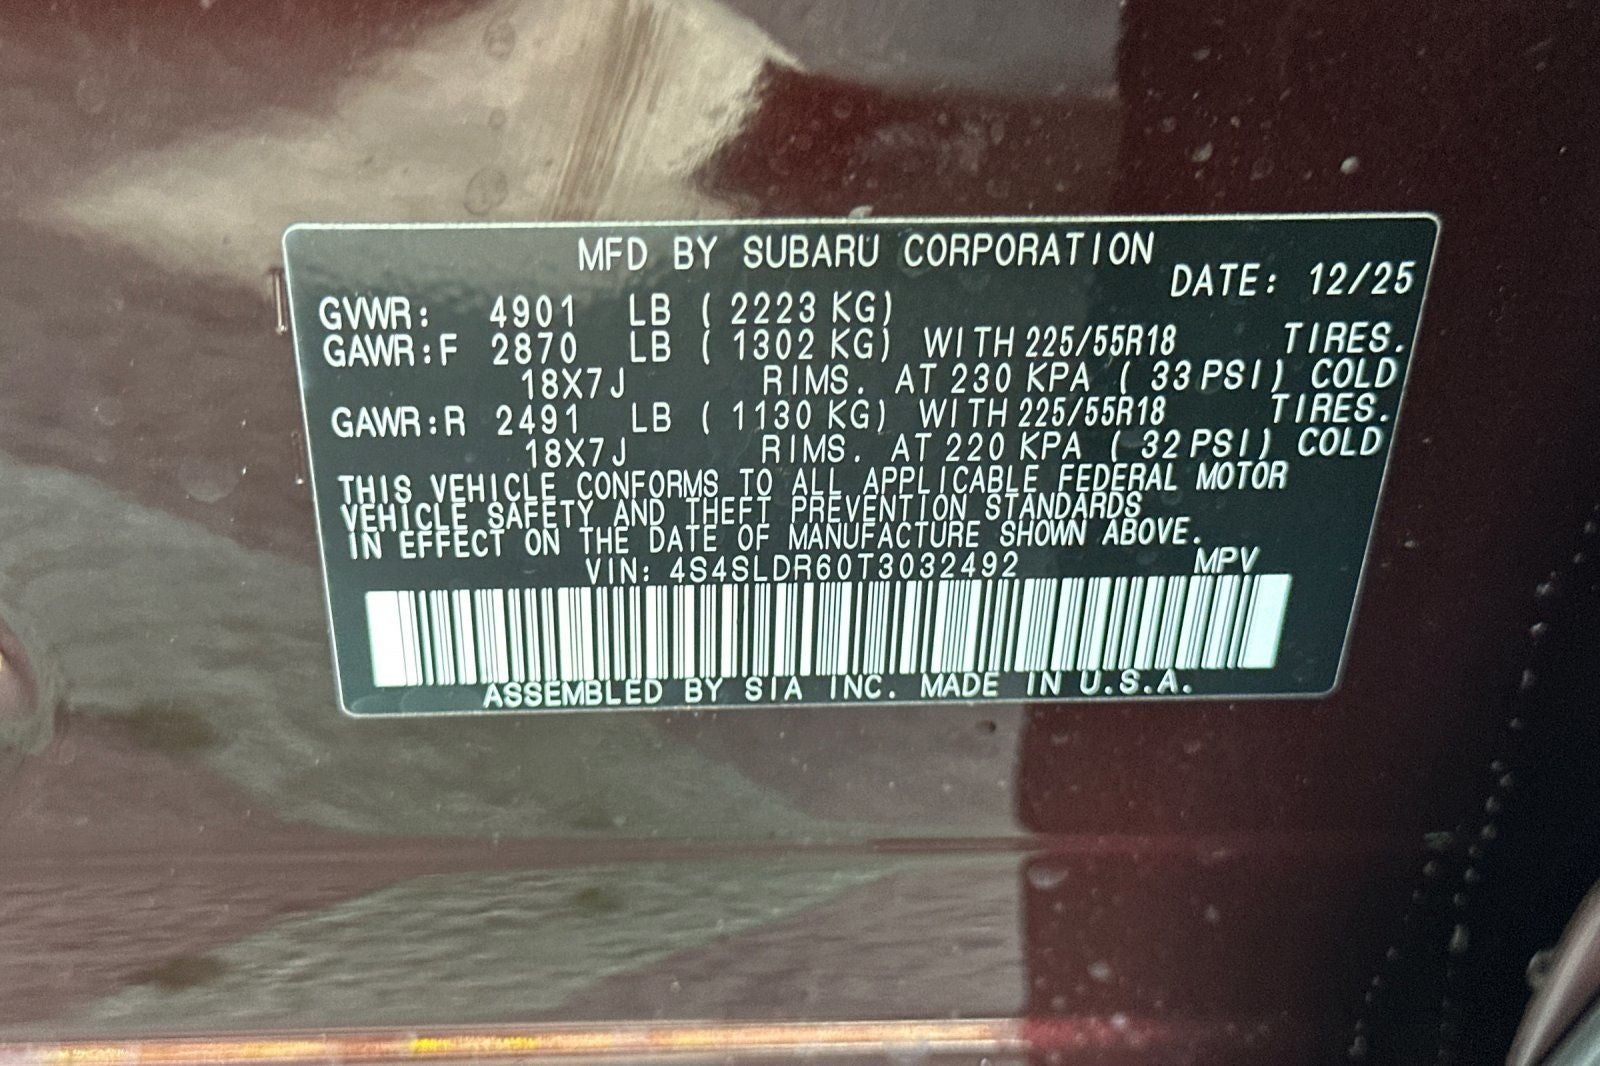 MFD BY SUBARU CORPORATION
DATE: 12/25
GVWR: 4901 LB ( 2223 KG)
GAWR:F 2870 LB ( 1302 KG) WITH 225/55R18 TIRES.
18X7J RIMS. AT 230 KPA ( 33 PSI) COLD
GAWR:R 2491 LB ( 1130 KG) WITH 225/55R18 TIRES.
18X7J RIMS. AT 220 KPA ( 32 PSI) COLD
THIS VEHICLE CONFORMS TO ALL APPLICABLE FEDERAL MOTOR
VEHICLE SAFETY AND THEFT PREVENTION STANDARDS
IN EFFECT ON THE DATE OF MANUFACTURE SHOWN ABOVE.
VIN: 4S4SLDR60T3032492 MPV
ASSEMBLED BY SIA INC. MADE IN U.S.A.